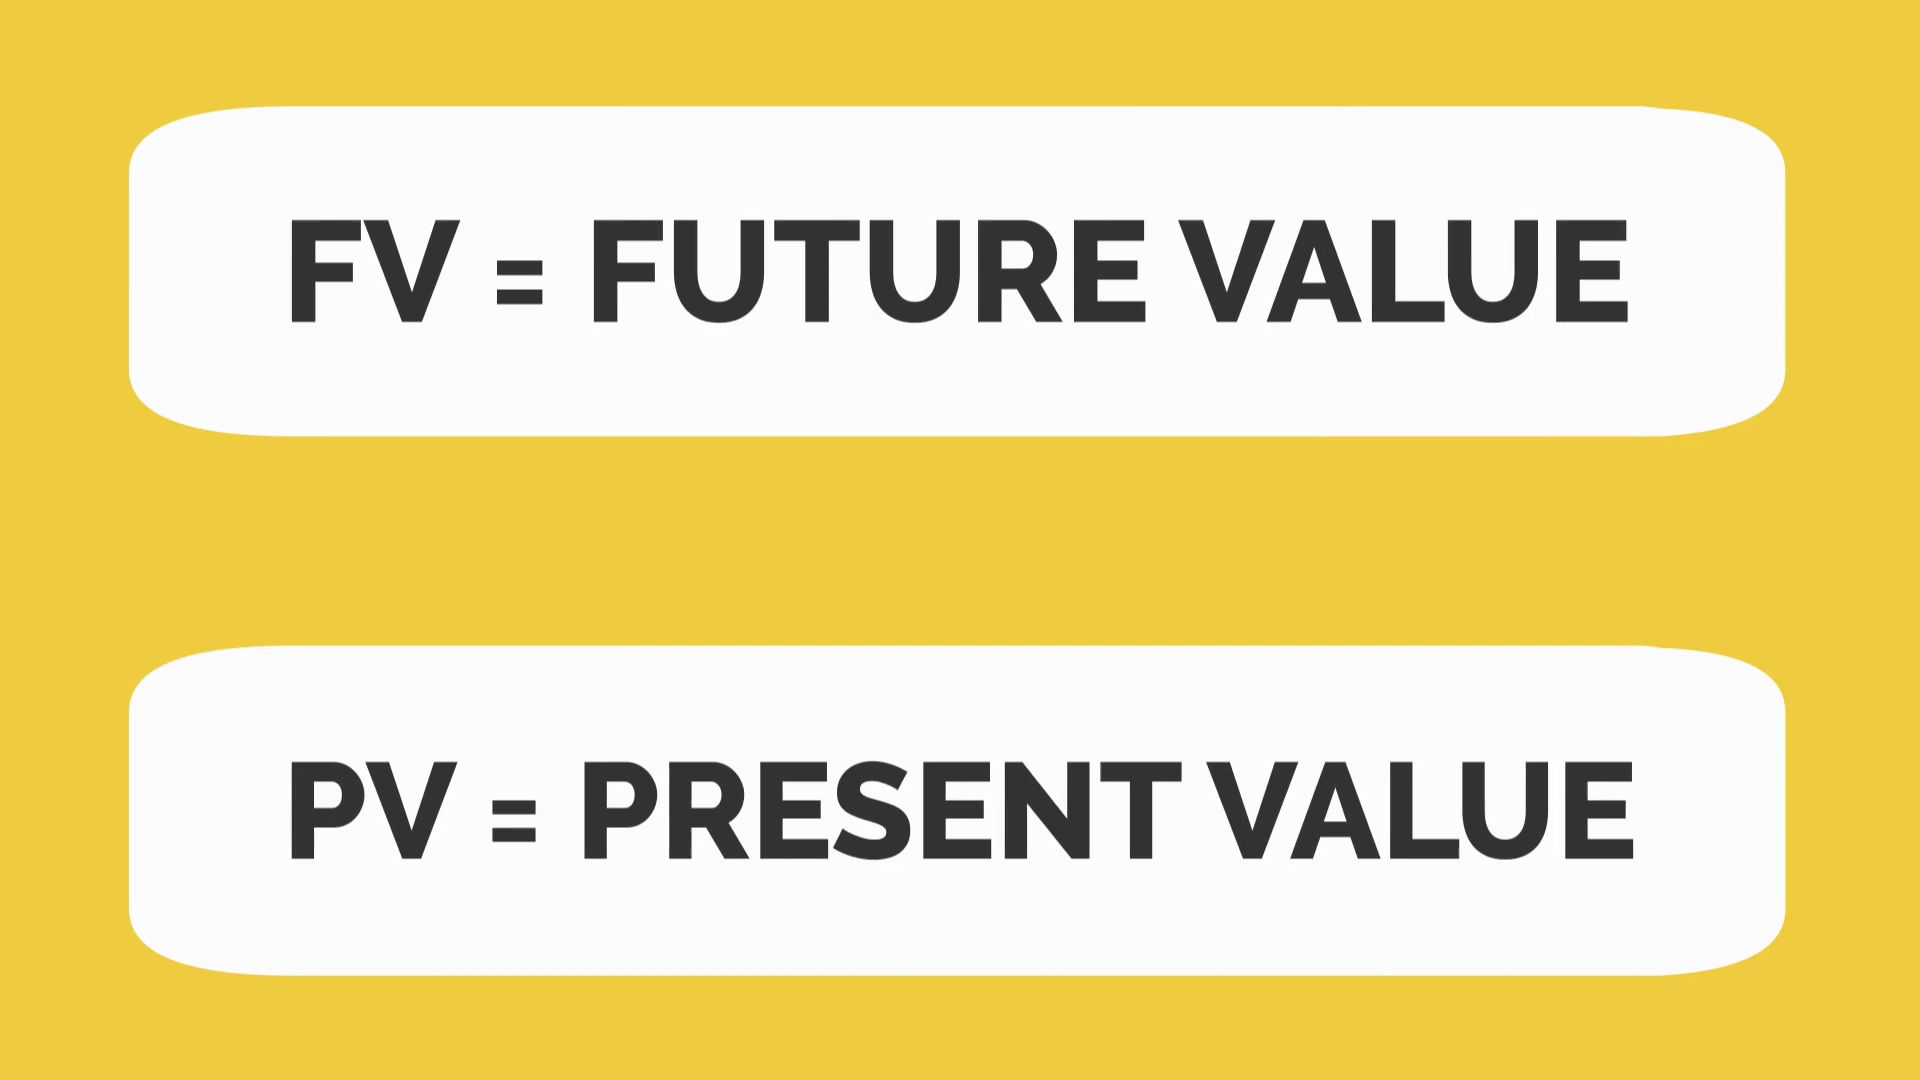 FV = FUTURE VALUE
PV = PRESENT VALUE